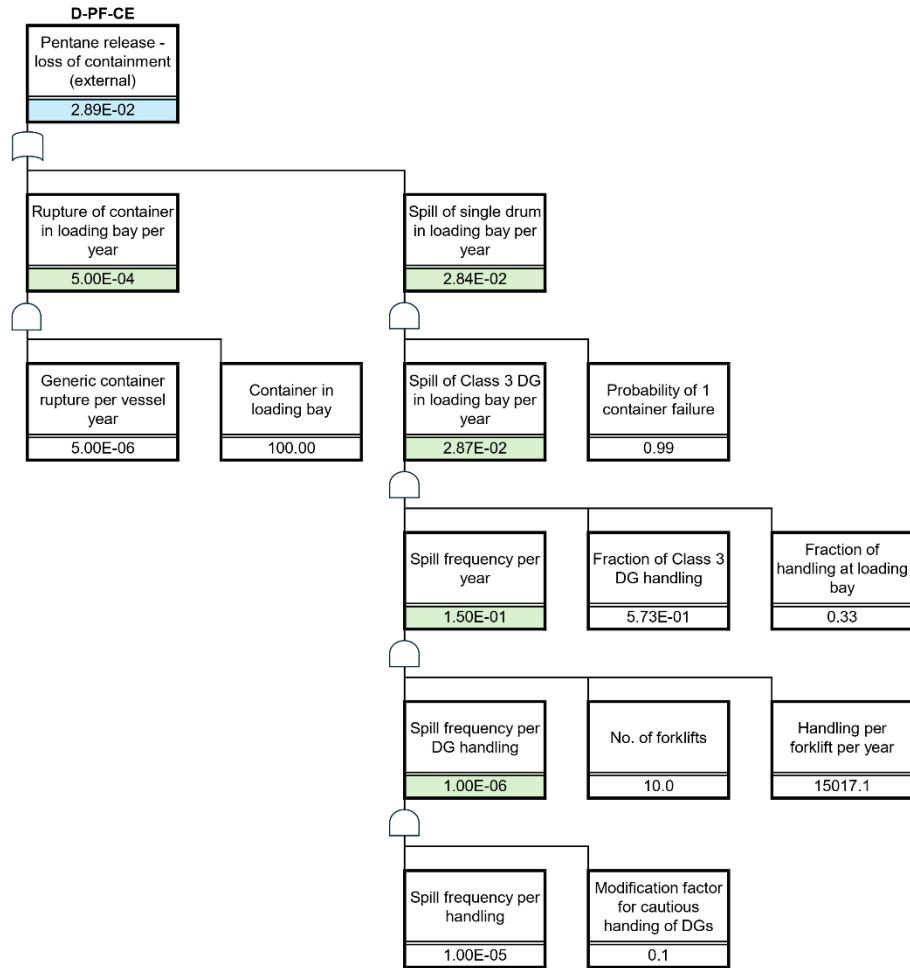 D-PF-CE
Pentane release -
loss of containment
(external)
2.89E-02
Rupture of container
in loading bay per
year
5.00E-04
Spill of single drum
in loading bay per
year
2.84E-02
Generic container
rupture per vessel
year
5.00E-06
Container in
loading bay
100.00
Spill of Class 3 DG
in loading bay per
year
2.87E-02
Probability of 1
container failure
0.99
Spill frequency per
year
1.50E-01
Fraction of Class 3
DG handling
5.73E-01
Fraction of
handling at loading
bay
0.33
Spill frequency per
DG handling
1.00E-06
No. of forklifts
10.0
Handling per
forklift per year
15017.1
Spill frequency per
handling
1.00E-05
Modification factor
for cautious
handing of DGs
0.1